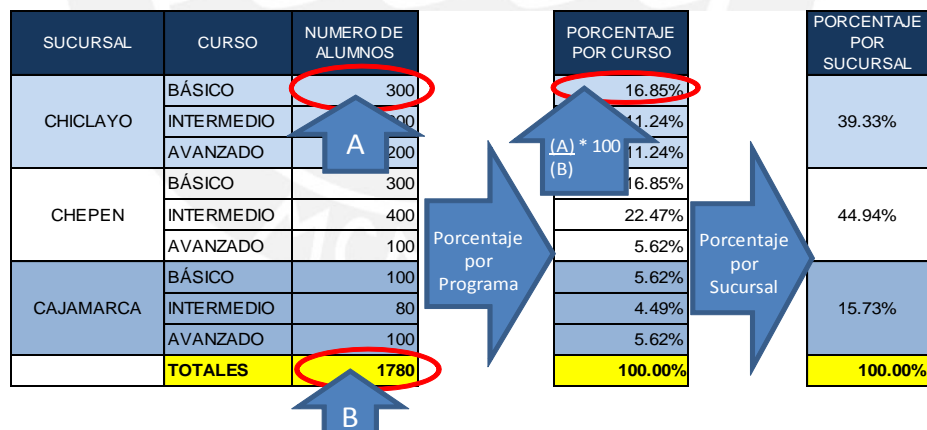 SUCURSAL CURSO NUMERO DE ALUMNOS PORCENTAJE POR CURSO PORCENTAJE POR SUCURSAL
BÁSICO 300 16.85%
CHICLAYO INTERMEDIO 11.24% 39.33%
AVANZADO 200 11.24%
A
(A) * 100
(B)
BÁSICO 300 16.85%
CHEPEN INTERMEDIO 400 22.47% 44.94%
AVANZADO 100 5.62%
Porcentaje
por
Programa
Porcentaje
por
Sucursal
BÁSICO 100 5.62%
CAJAMARCA INTERMEDIO 80 4.49% 15.73%
AVANZADO 100 5.62%
TOTALES 1780 100.00% 100.00%
B